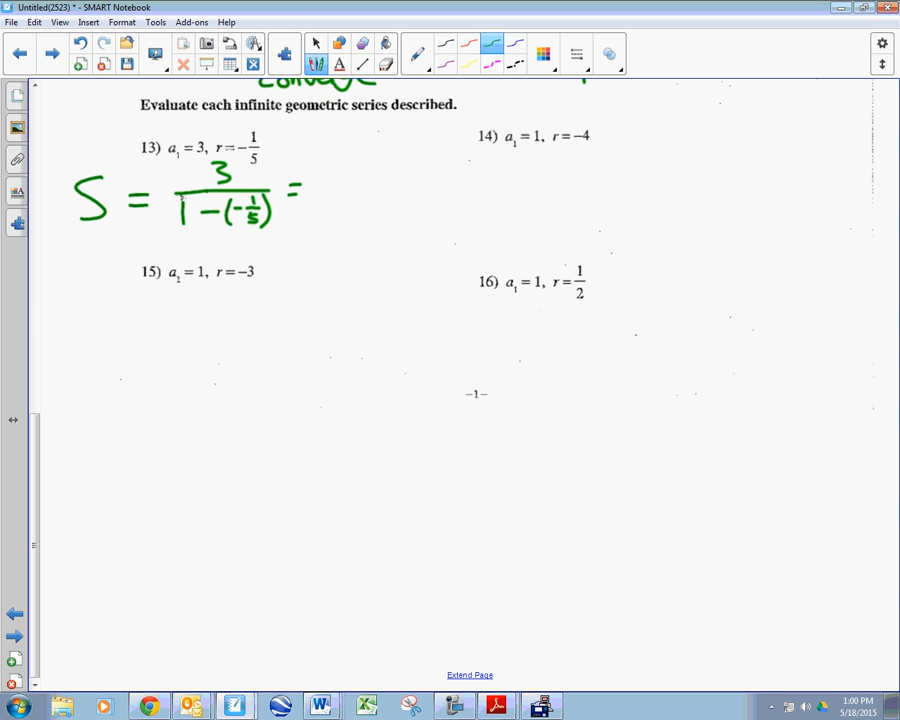 Untitled(2523) * - SMART Notebook
File Edit View Insert Format Tools Add-ons Help
converge
Evaluate each infinite geometric series described.
13) a₁ = 3, r = −1/5
14) a₁ = 1, r = −4
S = 3/(1 − (−1/5)) =
15) a₁ = 1, r = −3
16) a₁ = 1, r = 1/2
−1−
Extend Page
1:00 PM
5/18/2015